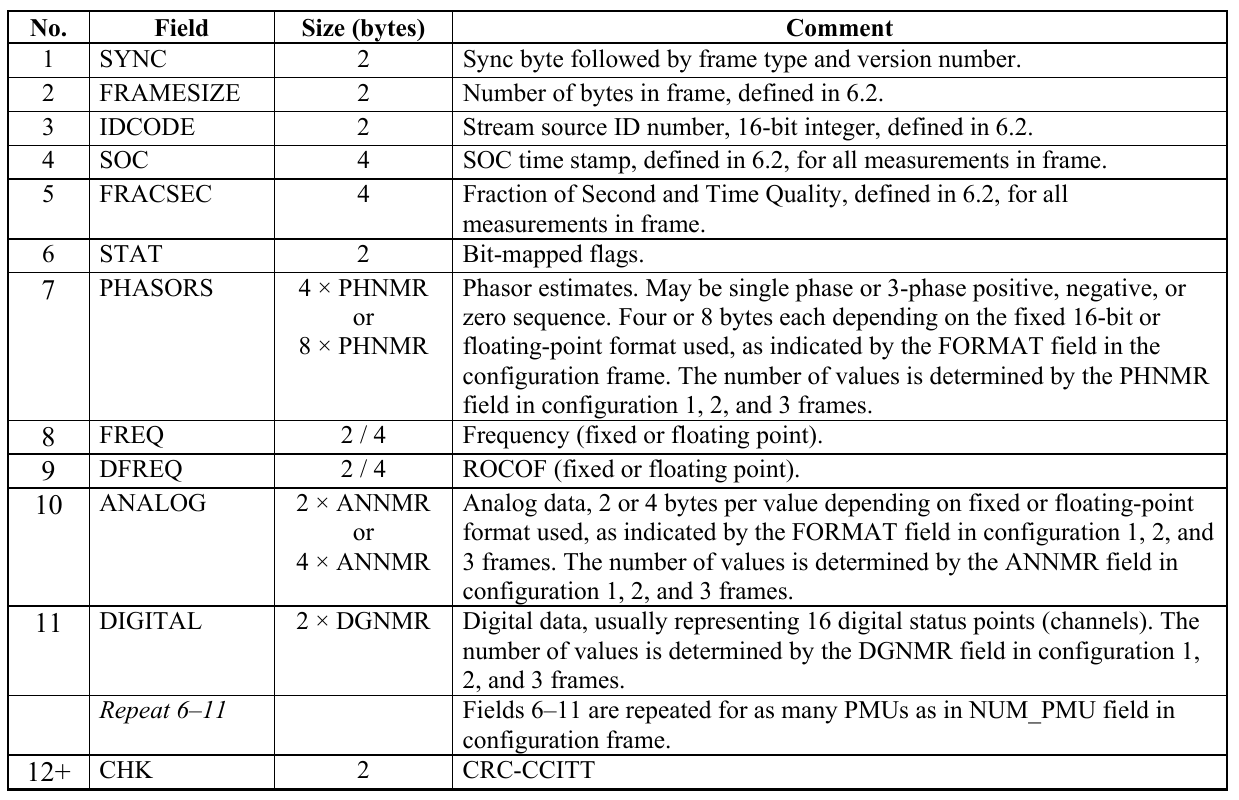 No. Field Size (bytes) Comment
1 SYNC 2 Sync byte followed by frame type and version number.
2 FRAMESIZE 2 Number of bytes in frame, defined in 6.2.
3 IDCODE 2 Stream source ID number, 16-bit integer, defined in 6.2.
4 SOC 4 SOC time stamp, defined in 6.2, for all measurements in frame.
5 FRACSEC 4 Fraction of Second and Time Quality, defined in 6.2, for all
measurements in frame.
6 STAT 2 Bit-mapped flags.
7 PHASORS 4 × PHNMR Phasor estimates. May be single phase or 3-phase positive, negative, or
or zero sequence. Four or 8 bytes each depending on the fixed 16-bit or
8 × PHNMR floating-point format used, as indicated by the FORMAT field in the
configuration frame. The number of values is determined by the PHNMR
field in configuration 1, 2, and 3 frames.
8 FREQ 2 / 4 Frequency (fixed or floating point).
9 DFREQ 2 / 4 ROCOF (fixed or floating point).
10 ANALOG 2 × ANNMR Analog data, 2 or 4 bytes per value depending on fixed or floating-point
or format used, as indicated by the FORMAT field in configuration 1, 2, and
4 × ANNMR 3 frames. The number of values is determined by the ANNMR field in
configuration 1, 2, and 3 frames.
11 DIGITAL 2 × DGNMR Digital data, usually representing 16 digital status points (channels). The
number of values is determined by the DGNMR field in configuration 1,
2, and 3 frames.
Repeat 6–11 Fields 6–11 are repeated for as many PMUs as in NUM_PMU field in
configuration frame.
12+ CHK 2 CRC-CCITT